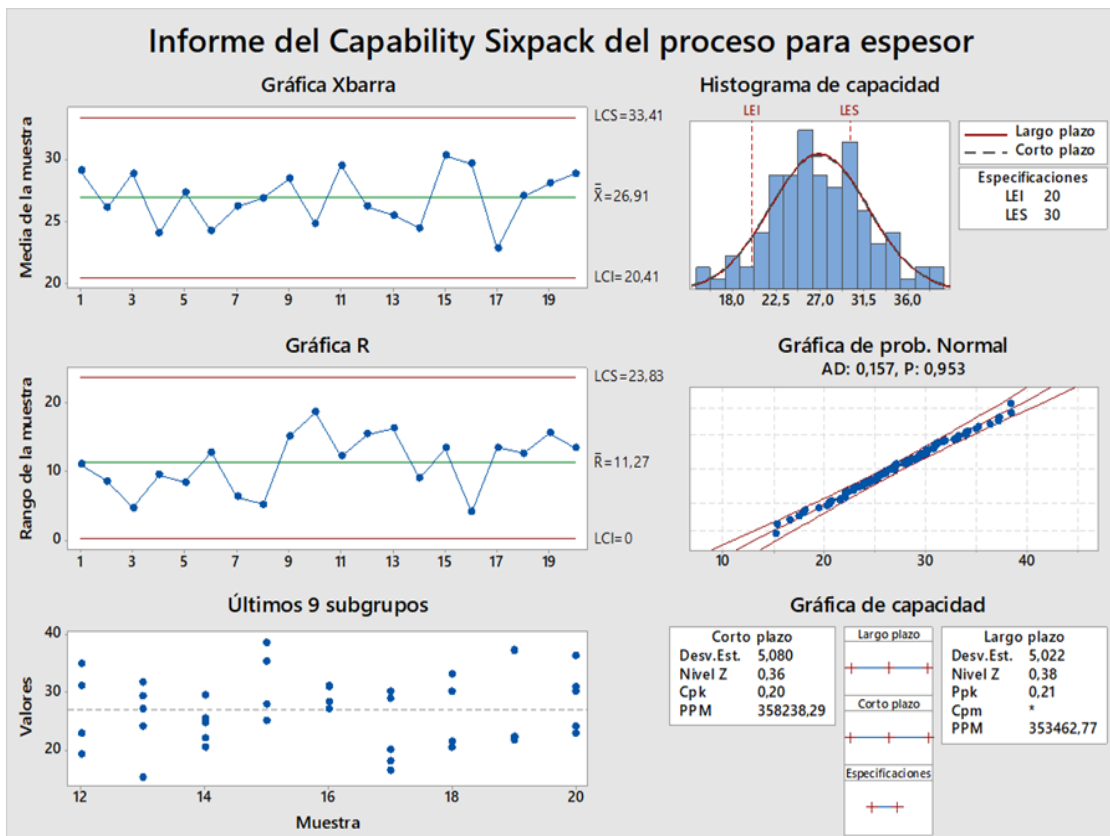 Informe del Capability Sixpack del proceso para espesor
Gráfica Xbarra
Media de la muestra
30
25
20
1 3 5 7 9 11 13 15 17 19
LCS=33,41
X̿=26,91
LCI=20,41
Gráfica R
Rango de la muestra
20
10
0
1 3 5 7 9 11 13 15 17 19
LCS=23,83
R̄=11,27
LCI=0
Últimos 9 subgrupos
Valores
40
30
20
12 14 16 18 20
Muestra
Histograma de capacidad
LEI LES
18,0 22,5 27,0 31,5 36,0
Largo plazo
Corto plazo
Especificaciones
LEI 20
LES 30
Gráfica de prob. Normal
AD: 0,157, P: 0,953
10 20 30 40
Gráfica de capacidad
Corto plazo
Desv.Est. 5,080
Nivel Z 0,36
Cpk 0,20
PPM 358238,29
Largo plazo
Corto plazo
Especificaciones
Largo plazo
Desv.Est. 5,022
Nivel Z 0,38
Ppk 0,21
Cpm *
PPM 353462,77